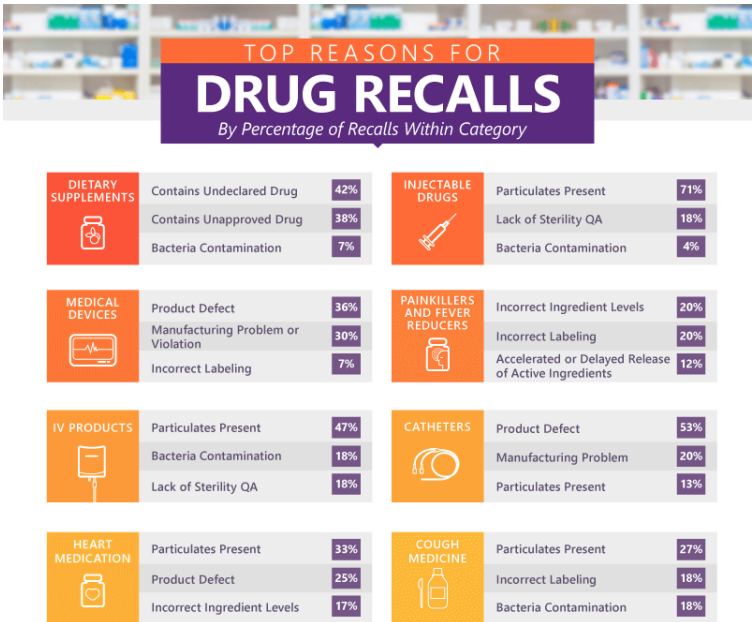 TOP REASONS FOR
DRUG RECALLS
By Percentage of Recalls Within Category
DIETARY
SUPPLEMENTS
Contains Undeclared Drug 42%
Contains Unapproved Drug 38%
Bacteria Contamination 7%
INJECTABLE
DRUGS
Particulates Present 71%
Lack of Sterility QA 18%
Bacteria Contamination 4%
MEDICAL
DEVICES
Product Defect 36%
Manufacturing Problem or
Violation 30%
Incorrect Labeling 7%
PAINKILLERS
AND FEVER
REDUCERS
Incorrect Ingredient Levels 20%
Incorrect Labeling 20%
Accelerated or Delayed Release
of Active Ingredients 12%
IV PRODUCTS
Particulates Present 47%
Bacteria Contamination 18%
Lack of Sterility QA 18%
CATHETERS
Product Defect 53%
Manufacturing Problem 20%
Particulates Present 13%
HEART
MEDICATION
Particulates Present 33%
Product Defect 25%
Incorrect Ingredient Levels 17%
COUGH
MEDICINE
Particulates Present 27%
Incorrect Labeling 18%
Bacteria Contamination 18%